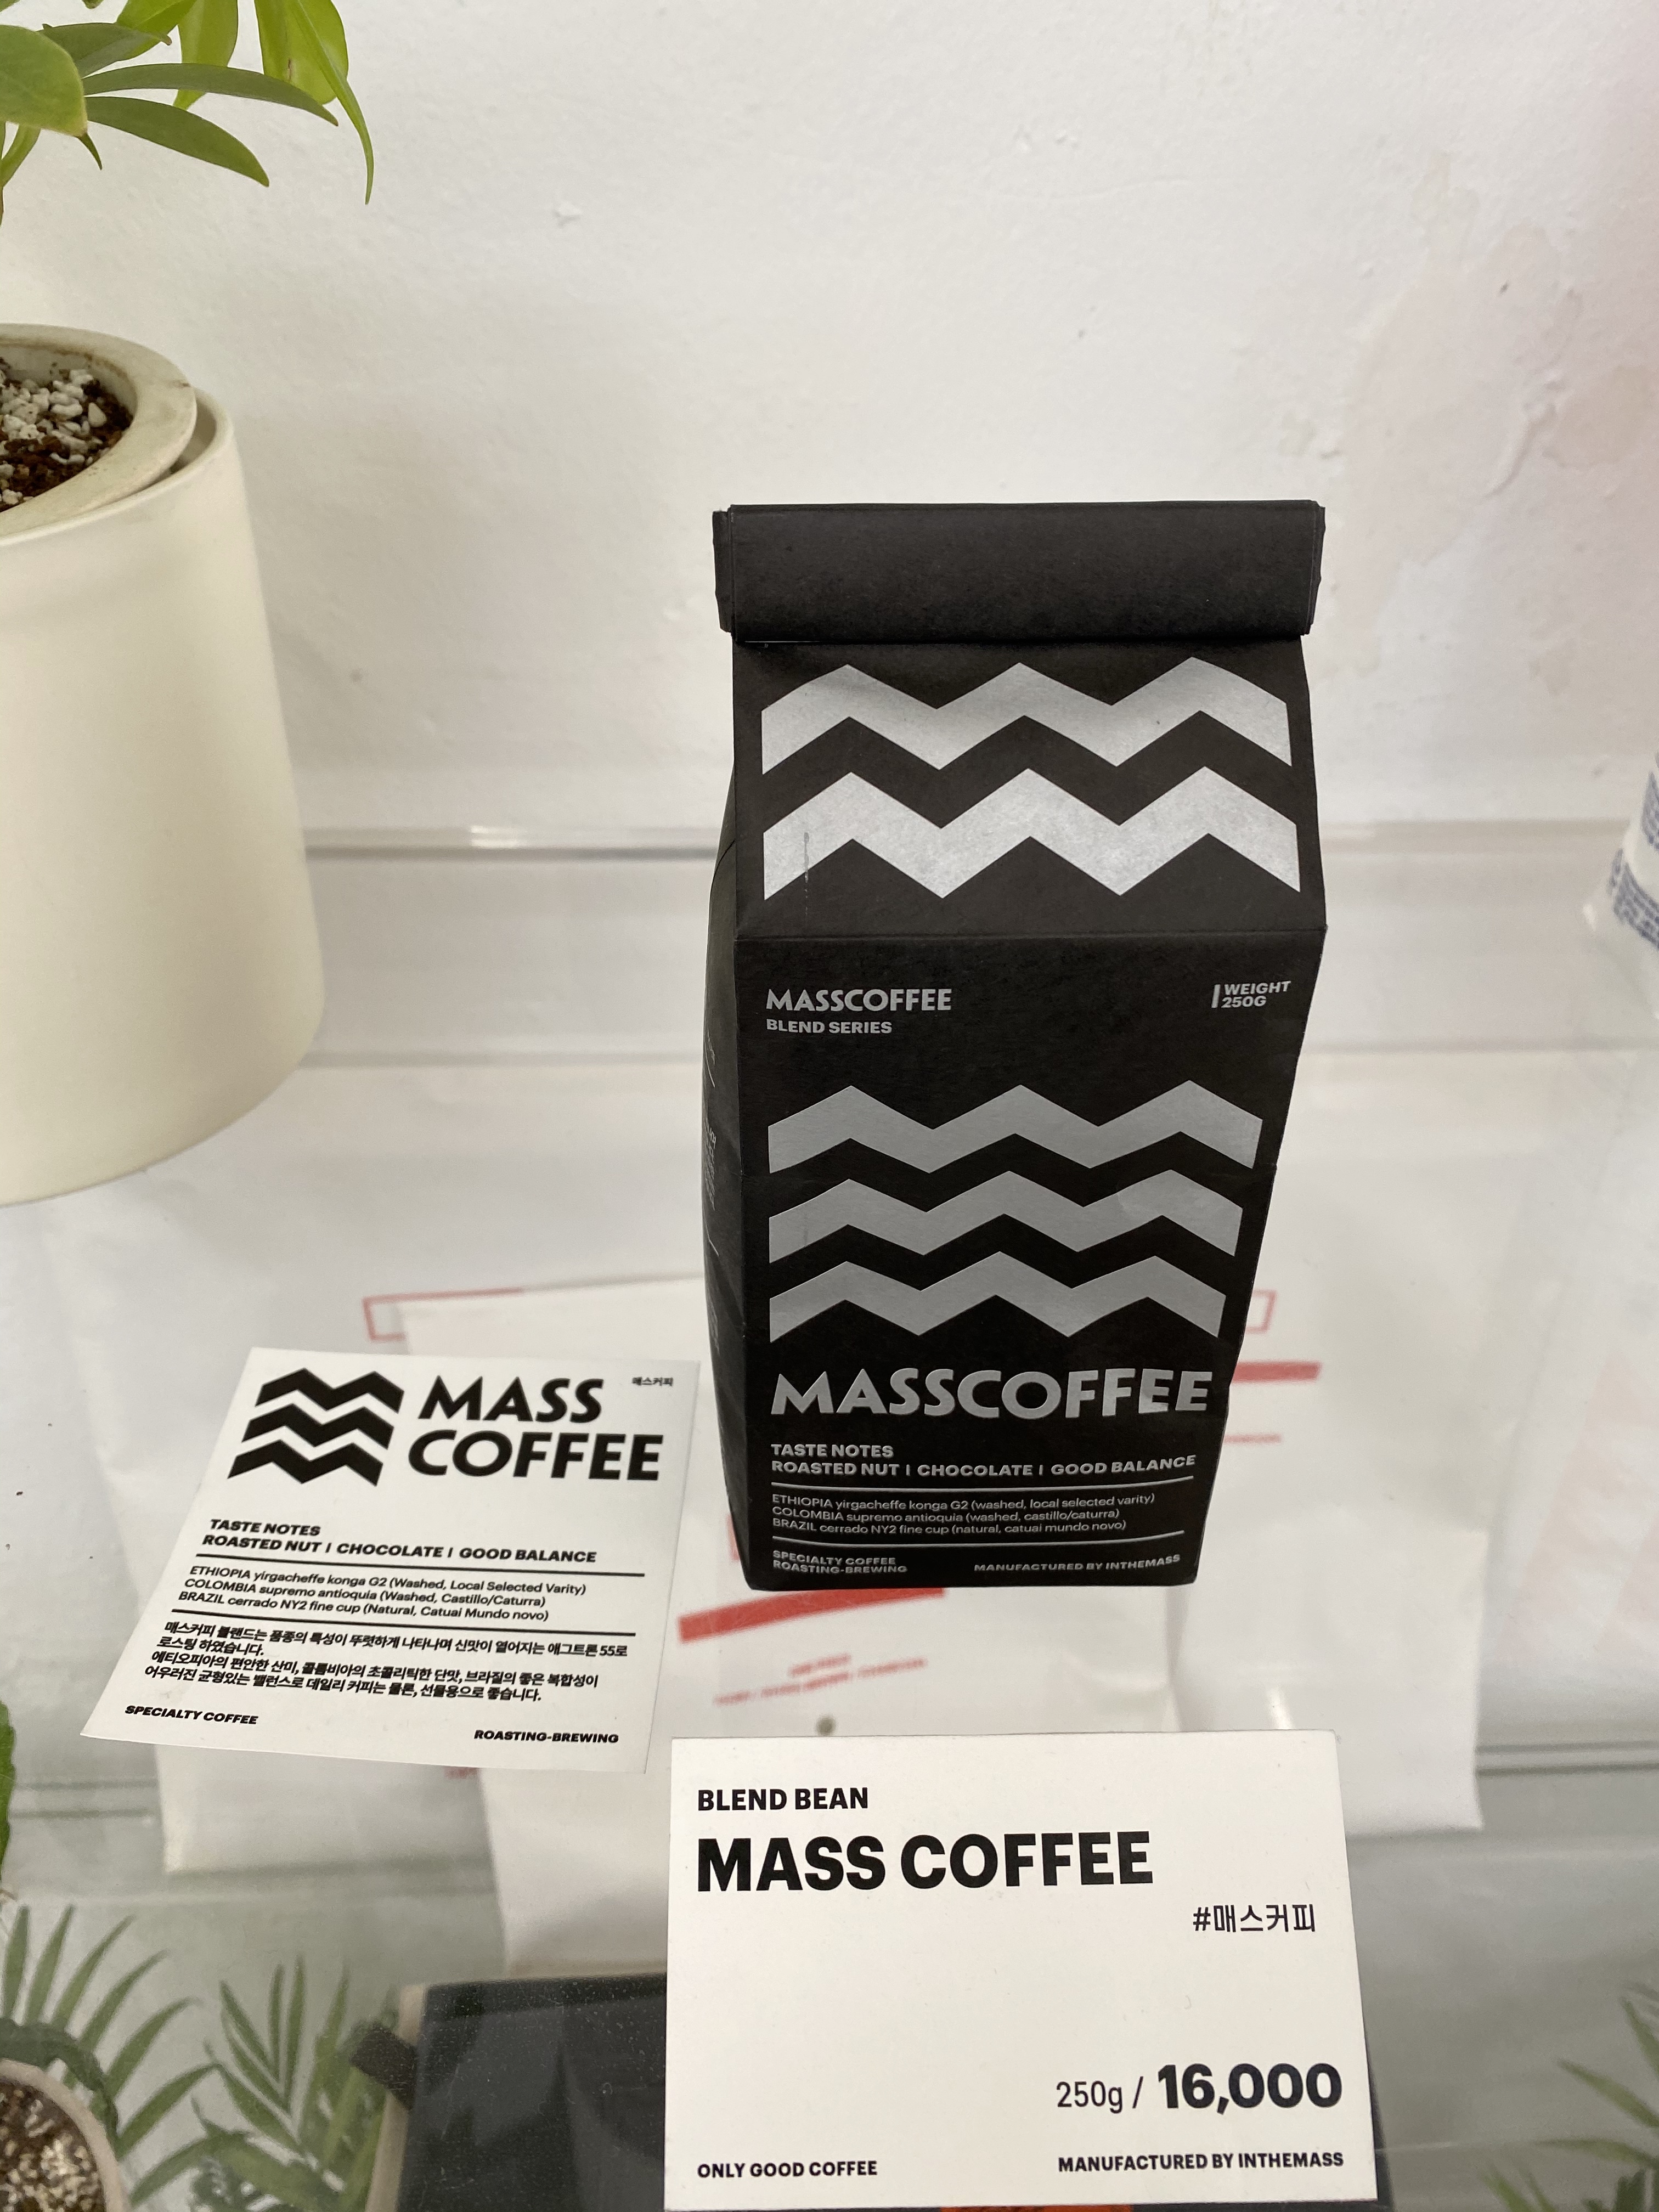 MASSCOFFEE
BLEND SERIES
WEIGHT
250G
MASSCOFFEE
TASTE NOTES
ROASTED NUT | CHOCOLATE | GOOD BALANCE
ETHIOPIA yirgacheffe konga G2 (washed, local selected varity)
COLOMBIA supremo antioquia (washed, castillo/caturra)
BRAZIL cerrado NY2 fine cup (natural, catuai mundo novo)
SPECIALTY COFFEE
ROASTING-BREWING
MANUFACTURED BY INTHEMASS
MASS
COFFEE
매스커피
TASTE NOTES
ROASTED NUT | CHOCOLATE | GOOD BALANCE
ETHIOPIA yirgacheffe konga G2 (Washed, Local Selected Varity)
COLOMBIA supremo antioquia (Washed, Castillo/Caturra)
BRAZIL cerrado NY2 fine cup (Natural, Catuai Mundo novo)
매스커피 블랜드는 품종의 특성이 뚜렷하게 나타나며 신맛이 옅어지는 애그트론 55로
로스팅 하였습니다.
에티오피아의 편안한 산미, 콜롬비아의 초콜리틱한 단맛, 브라질의 좋은 복합성이
어우러진 균형있는 밸런스로 데일리 커피는 물론, 선물용으로 좋습니다.
SPECIALTY COFFEE
ROASTING-BREWING
BLEND BEAN
MASS COFFEE
#매스커피
250g / 16,000
ONLY GOOD COFFEE
MANUFACTURED BY INTHEMASS